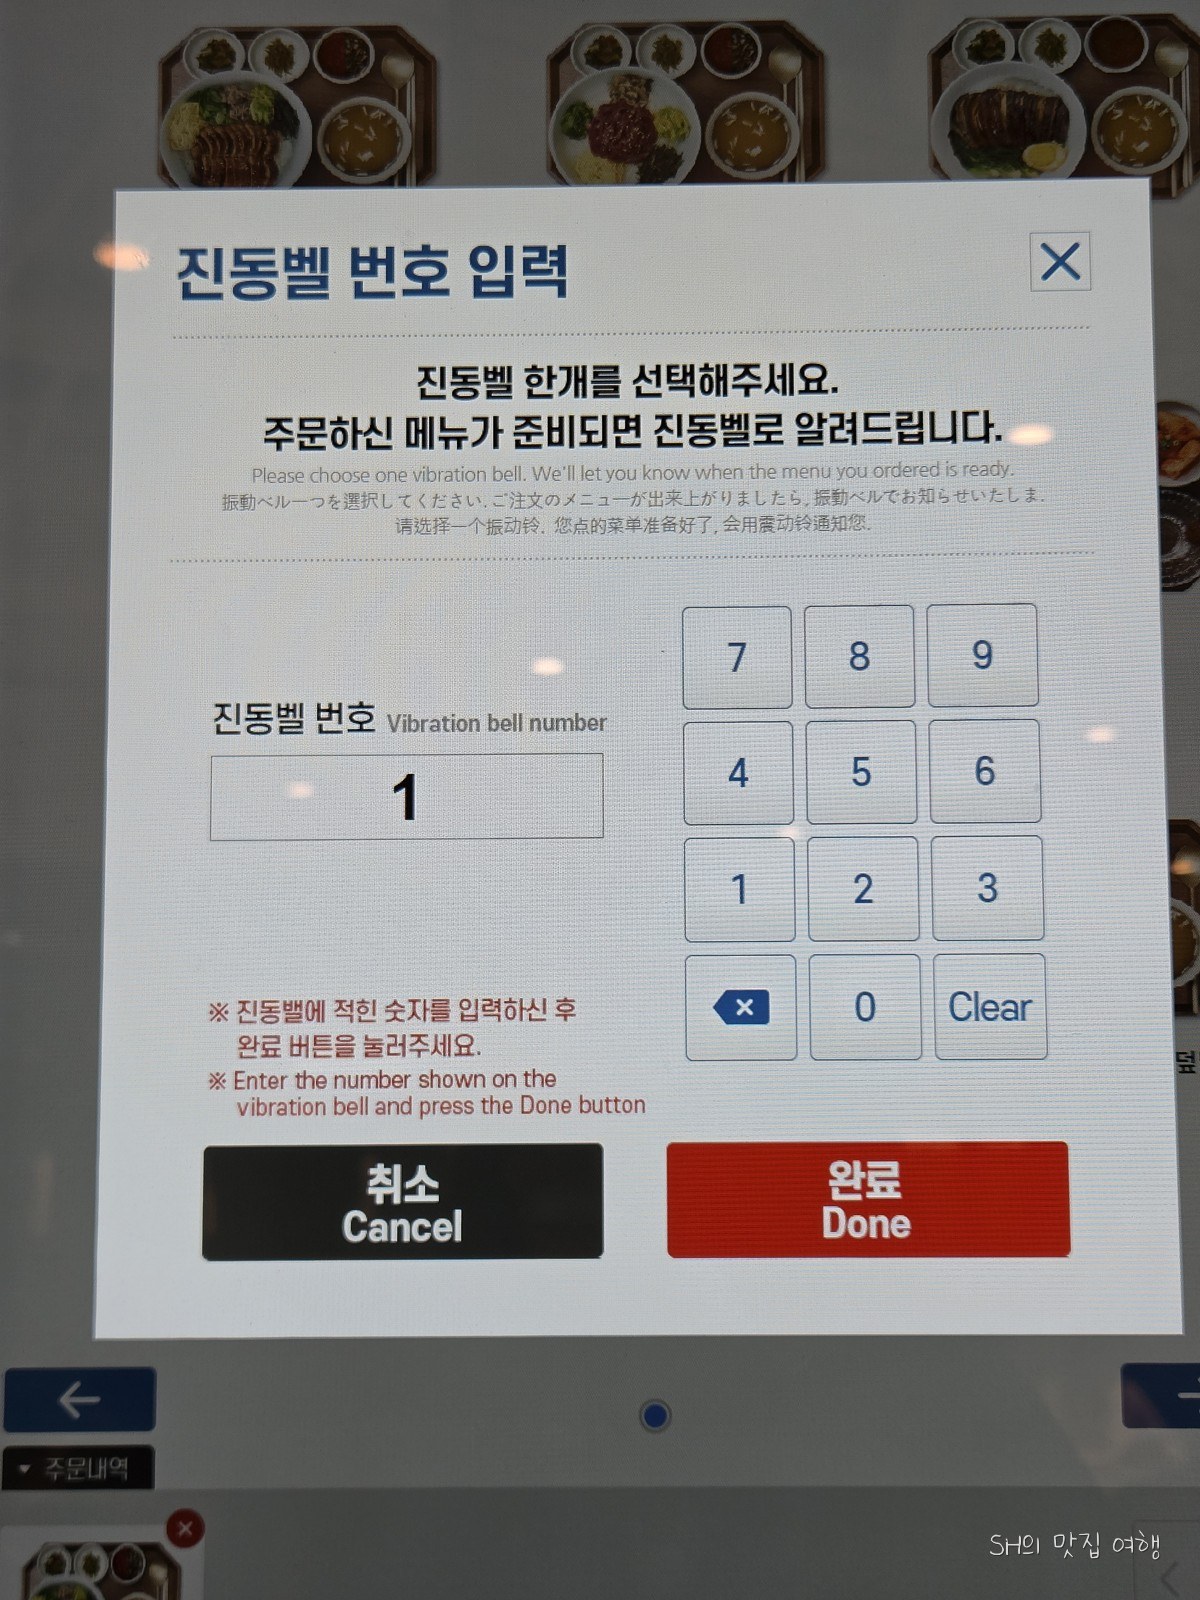 진동벨 번호 입력
진동벨 한개를 선택해주세요.
주문하신 메뉴가 준비되면 진동벨로 알려드립니다.
Please choose one vibration bell. We'll let you know when the menu you ordered is ready.
振動ベル一つを選択してください. ご注文のメニューが出来上がりましたら, 振動ベルでお知らせいたしま.
请选择一个振动铃. 您点的菜单准备好了, 会用震动铃通知您.
7 8 9
진동벨 번호 Vibration bell number
4 5 6
1
1 2 3
0 Clear
※ 진동벨에 적힌 숫자를 입력하신 후
완료 버튼을 눌러주세요.
※ Enter the number shown on the
vibration bell and press the Done button
덮
취소
Cancel
완료
Done
주문내역
SH의 맛집 여행